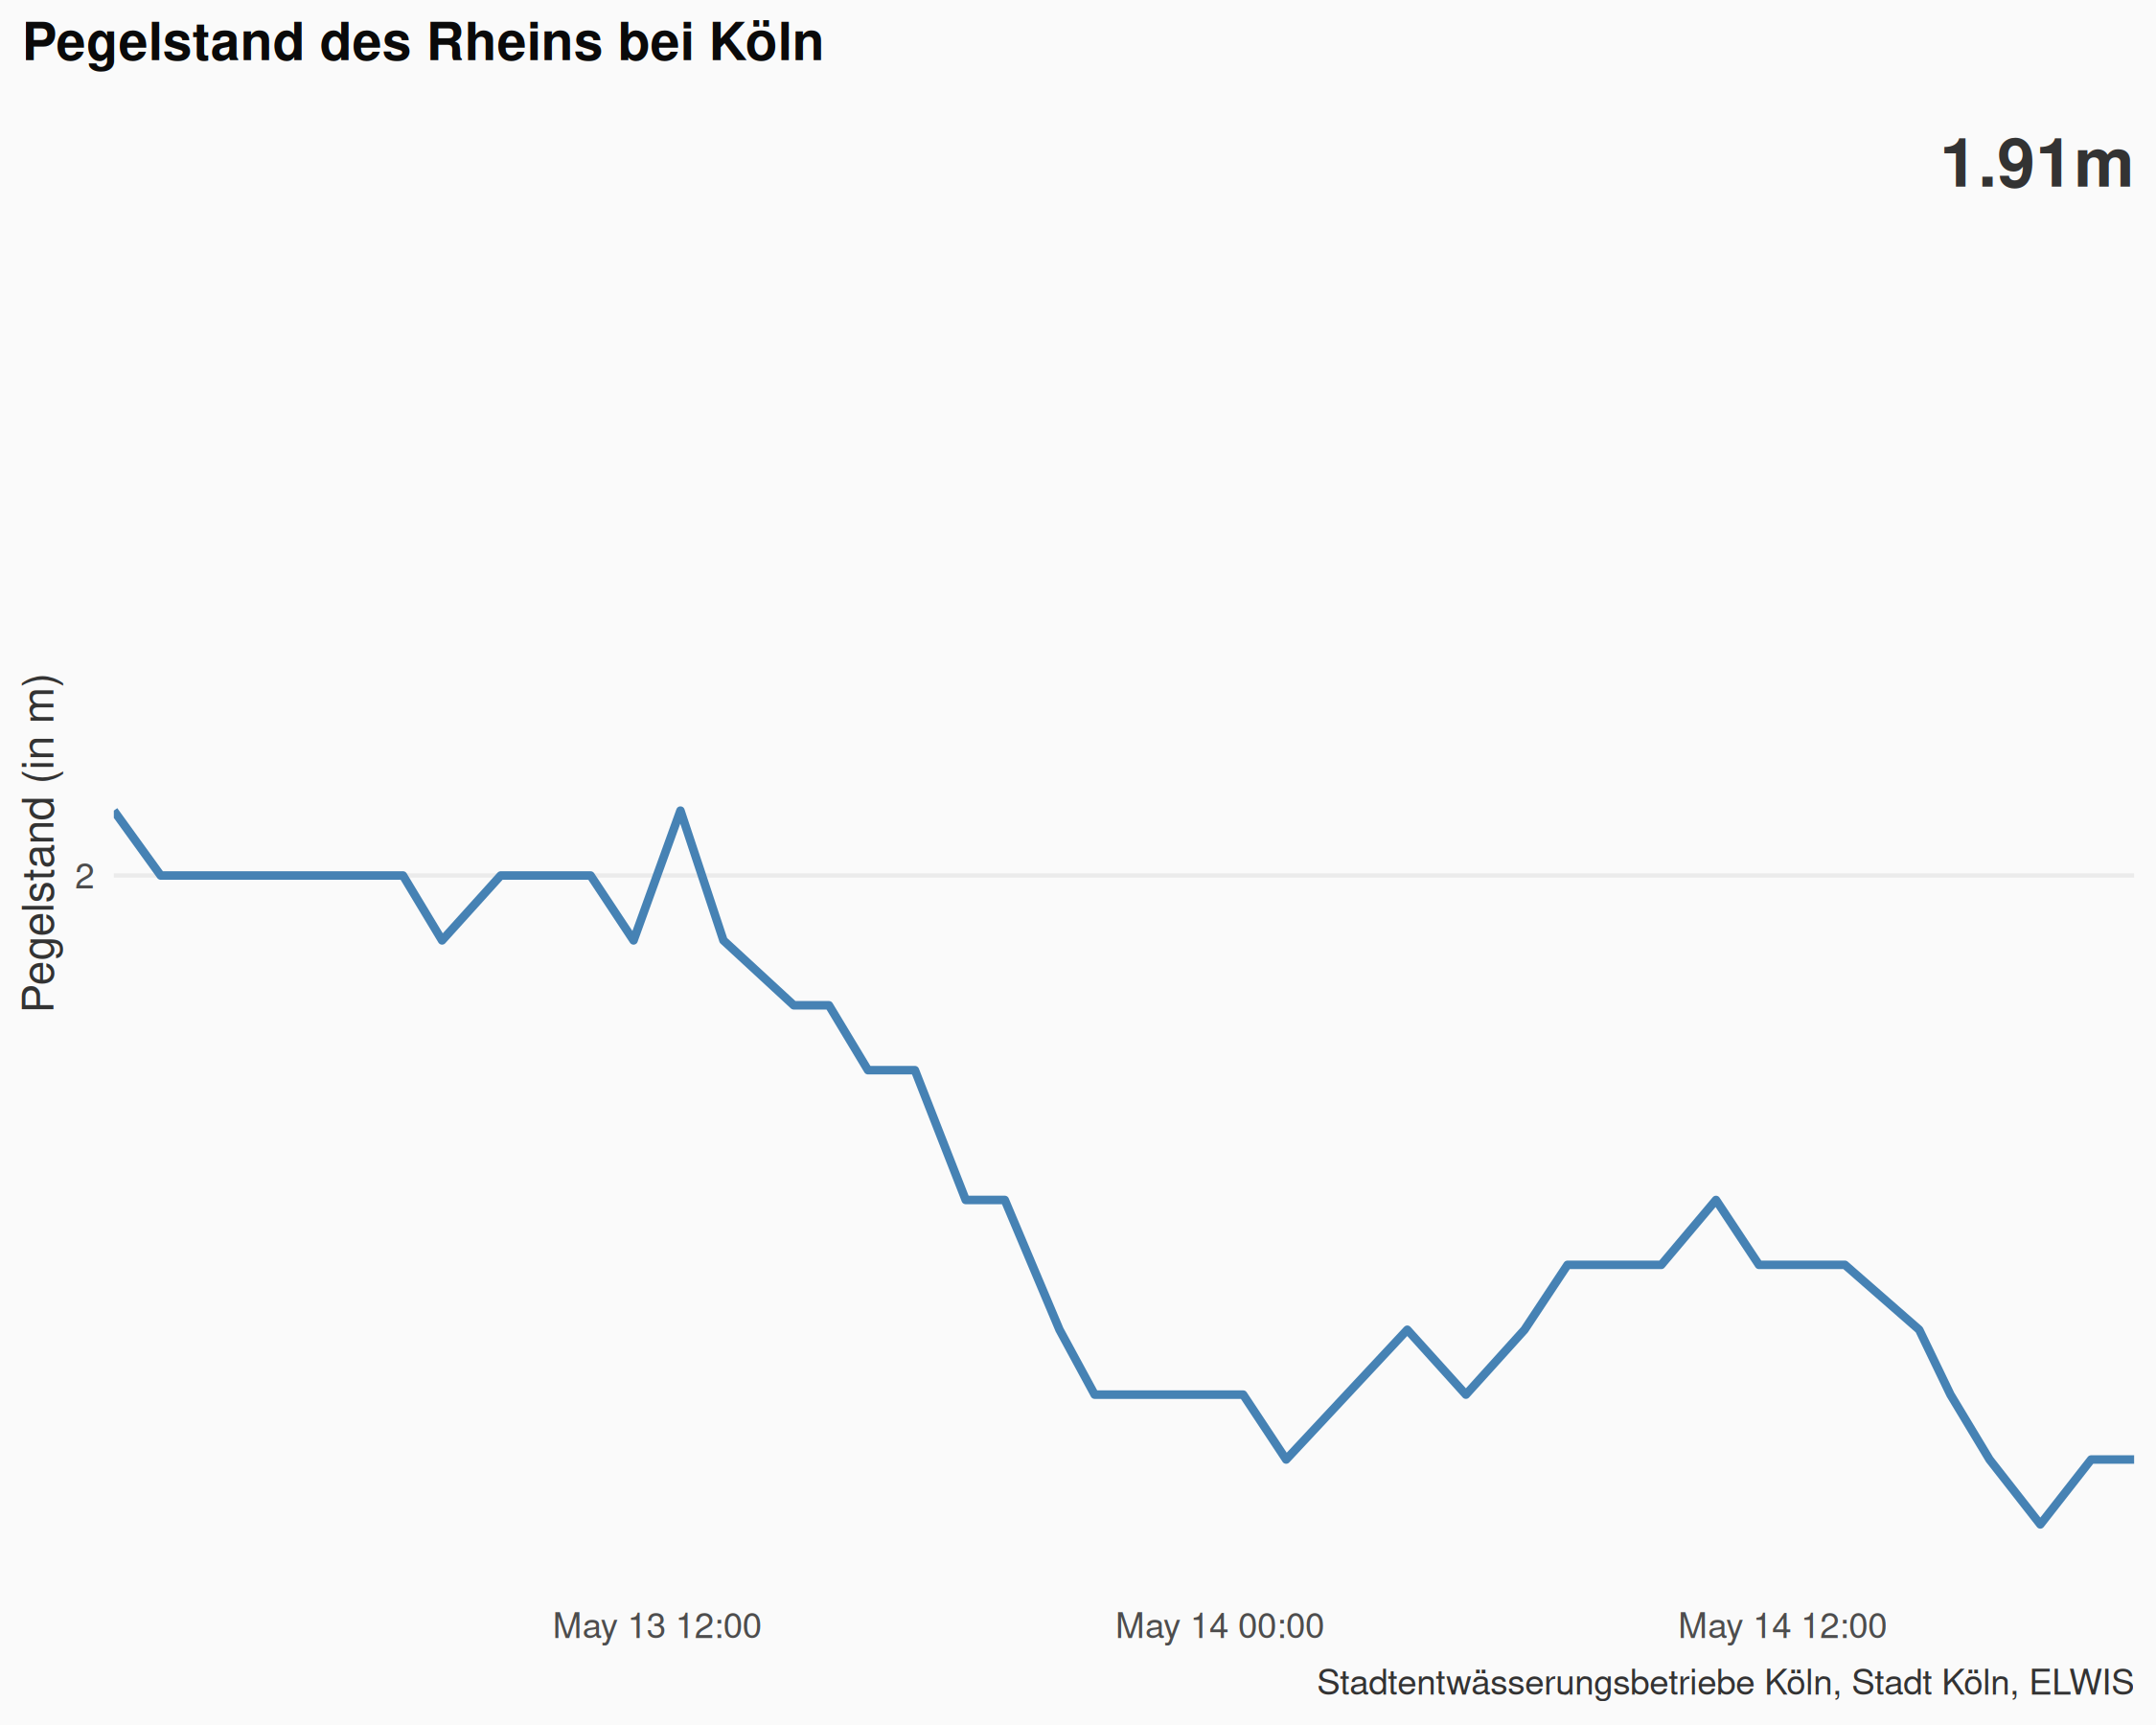 Pegelstand des Rheins bei Köln
1.91m
Pegelstand (in m)
2
May 13 12:00
May 14 00:00
May 14 12:00
Stadtentwässerungsbetriebe Köln, Stadt Köln, ELWIS